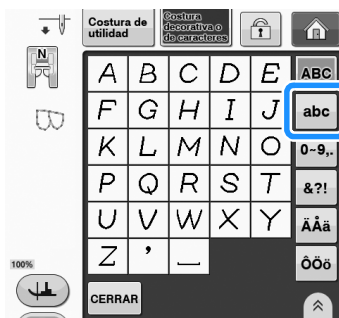 Costura de
utilidad
Costura
decorativa o
de caracteres
N
A B C D E ABC
F G H I J abc
K L M N O 0~9,.
P Q R S T &?!
U V W X Y ÄÅä
Z ' _ ÔÖö
100%
CERRAR